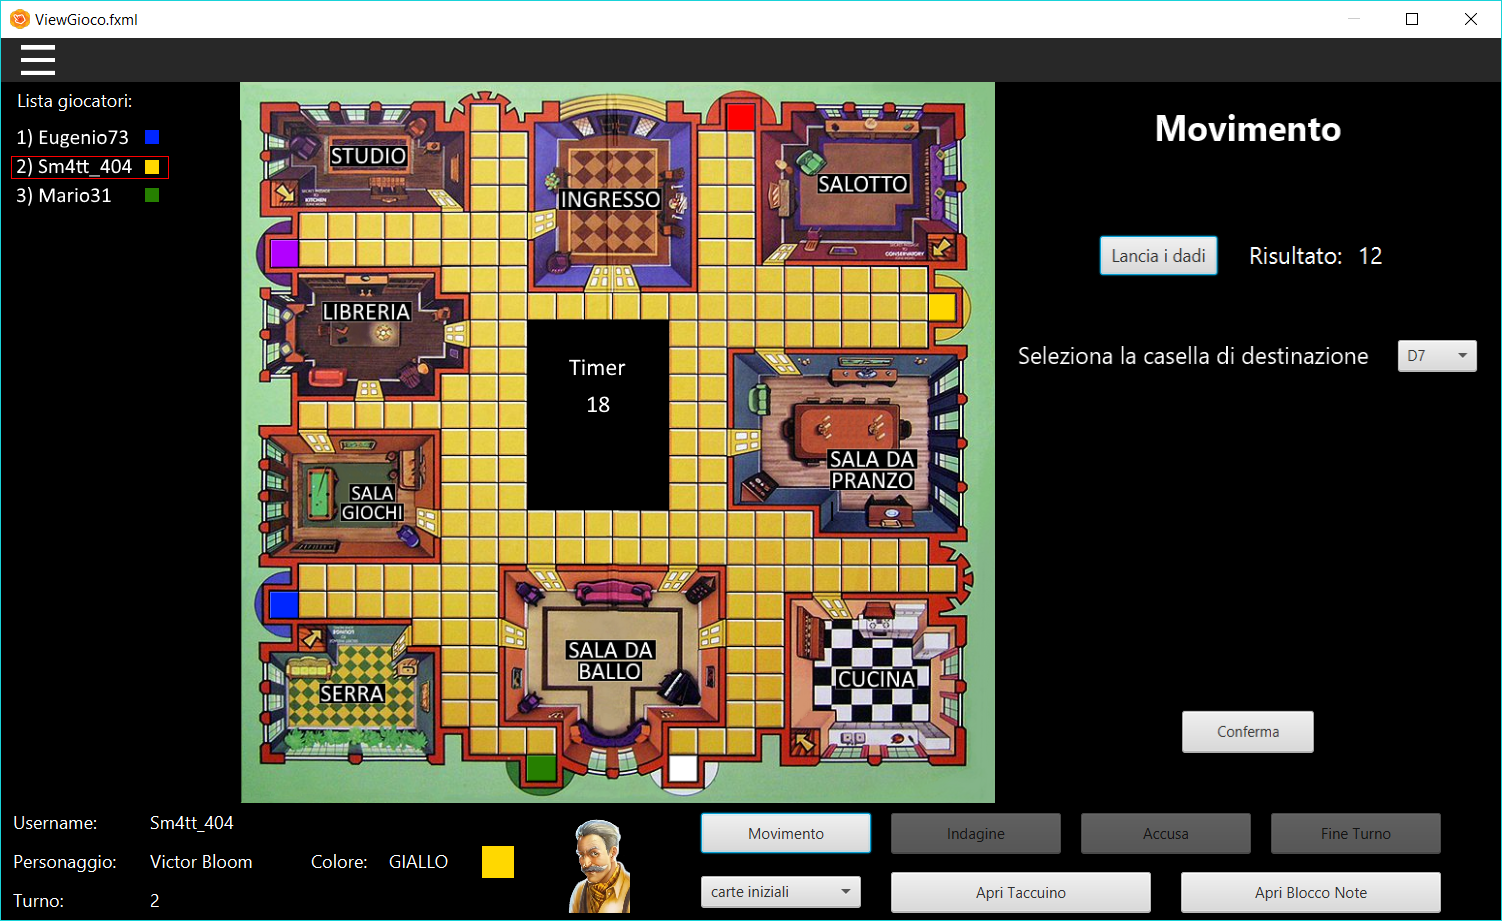 ViewGioco.fxml
Lista giocatori:
1) Eugenio73
2) Sm4tt_404
3) Mario31
STUDIO
INGRESSO
SALOTTO
LIBRERIA
Timer
18
SALA DA
PRANZO
SALA
GIOCHI
SALA DA
BALLO
SERRA
CUCINA
Movimento
Lancia i dadi
Risultato: 12
Seleziona la casella di destinazione
D7
Conferma
Username: Sm4tt_404
Personaggio: Victor Bloom Colore: GIALLO
Turno: 2
Movimento
Indagine
Accusa
Fine Turno
carte iniziali
Apri Taccuino
Apri Blocco Note